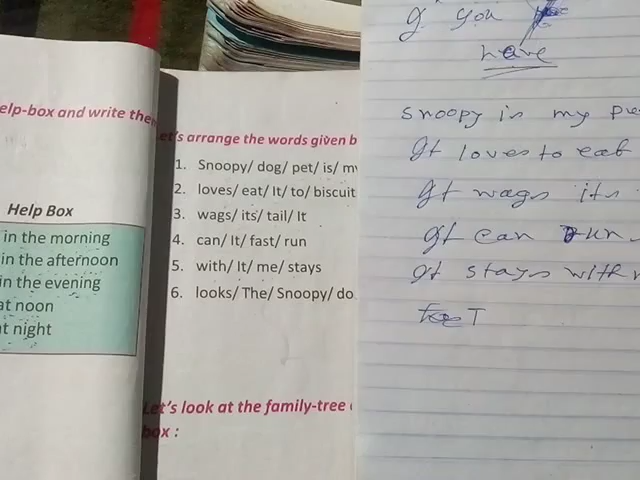 elp-box and write the
Help Box
in the morning
in the afternoon
in the evening
at noon
at night
Let's arrange the words given b
1. Snoopy/ dog/ pet/ is/ my
2. loves/ eat/ It/ to/ biscuit
3. wags/ its/ tail/ It
4. can/ It/ fast/ run
5. with/ It/ me/ stays
6. looks/ The/ Snoopy/ do
Let's look at the family-tree
box :
you
have
Snoopy is my
It loves to eat
It wags its
It can run
It stays with
T